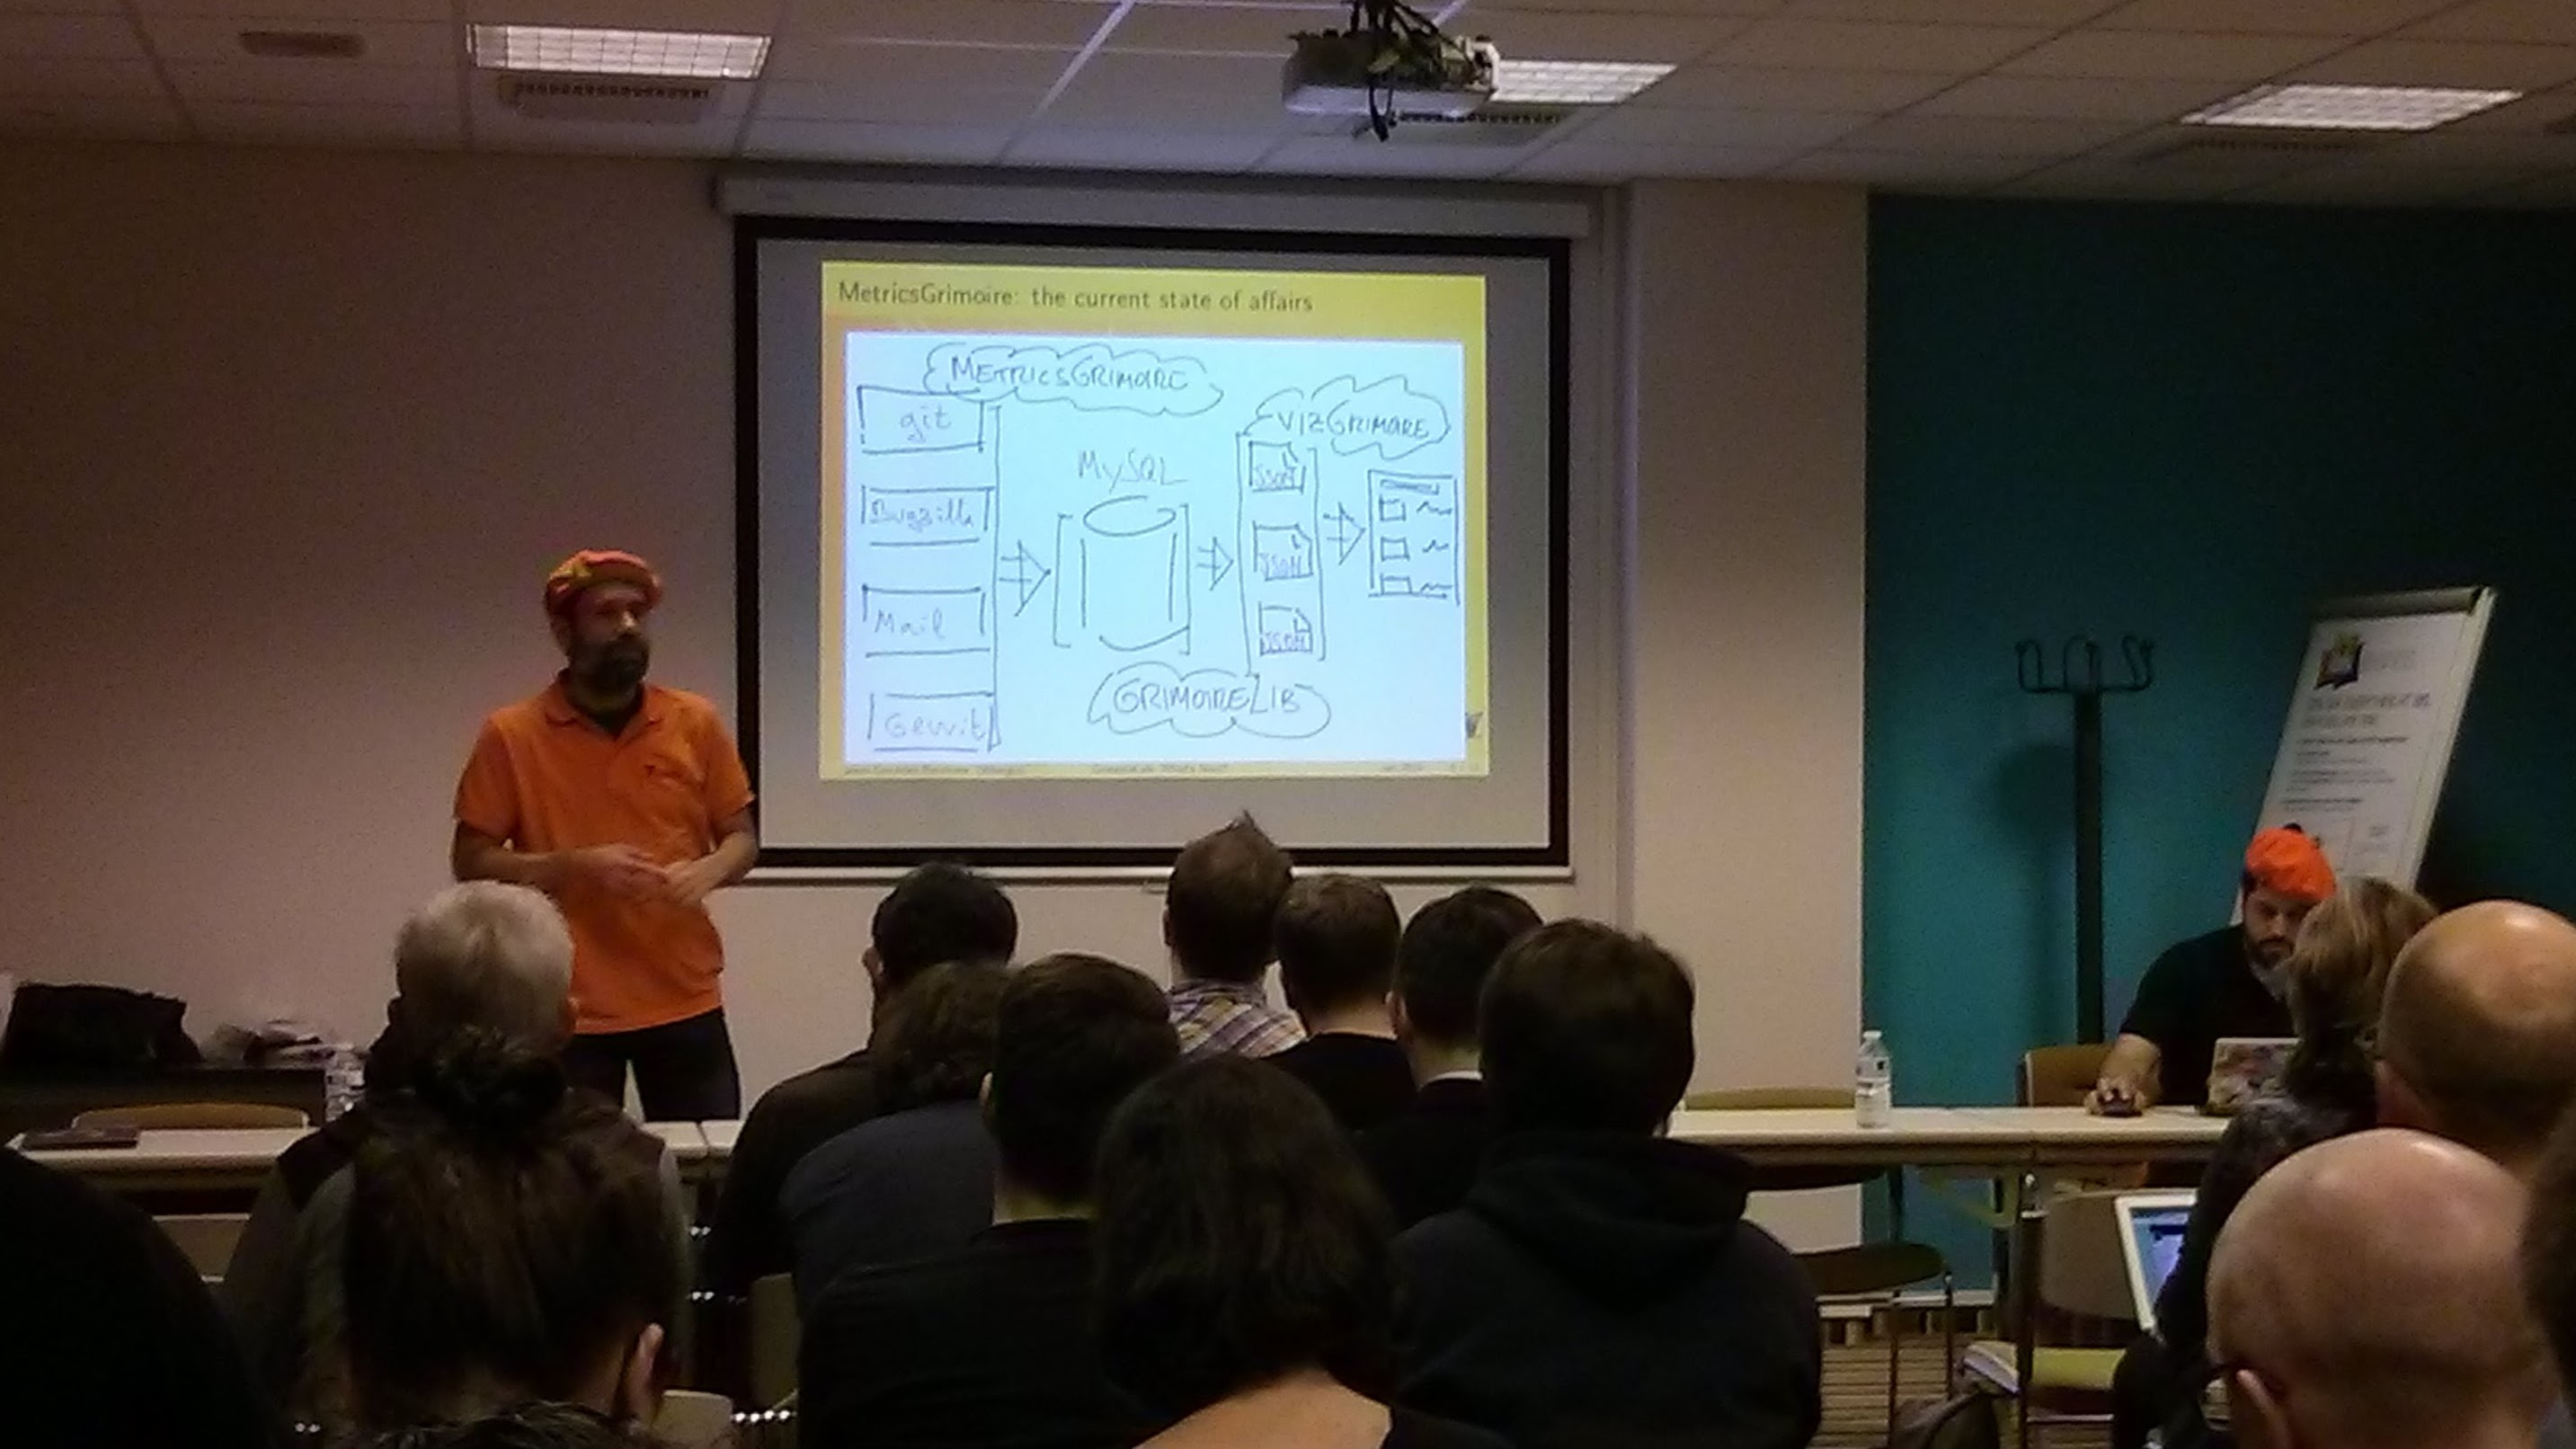 MetricsGrimoire: the current state of affairs
METRICSGRIMOIRE
git
VIZGRIMOIRE
MySQL
JSON
Bugzilla
JSON
Mail
JSON
GRIMOIRELIB
Gerrit